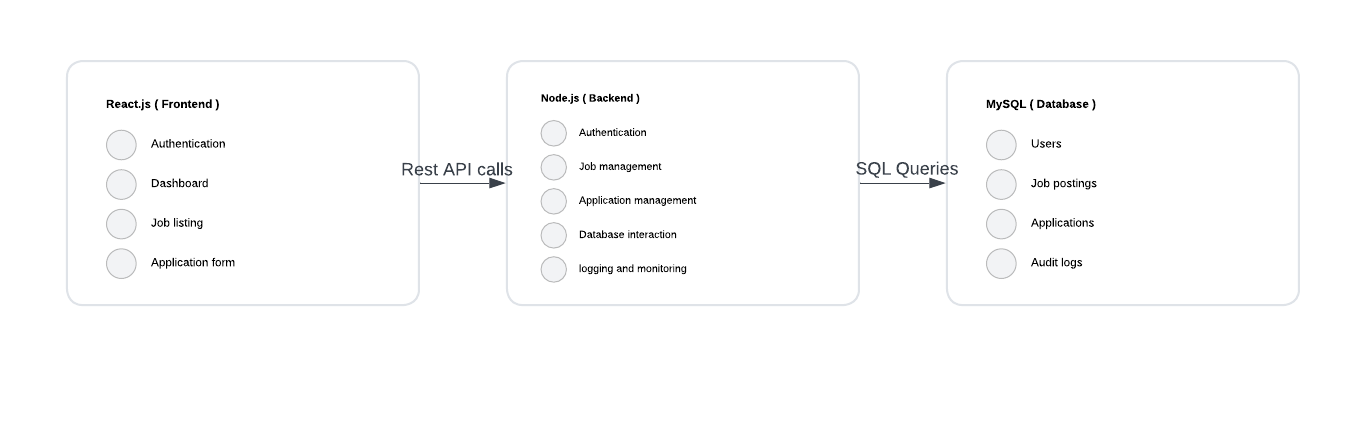 React.js ( Frontend )
Authentication
Dashboard
Job listing
Application form
Rest API calls
Node.js ( Backend )
Authentication
Job management
Application management
Database interaction
logging and monitoring
SQL Queries
MySQL ( Database )
Users
Job postings
Applications
Audit logs